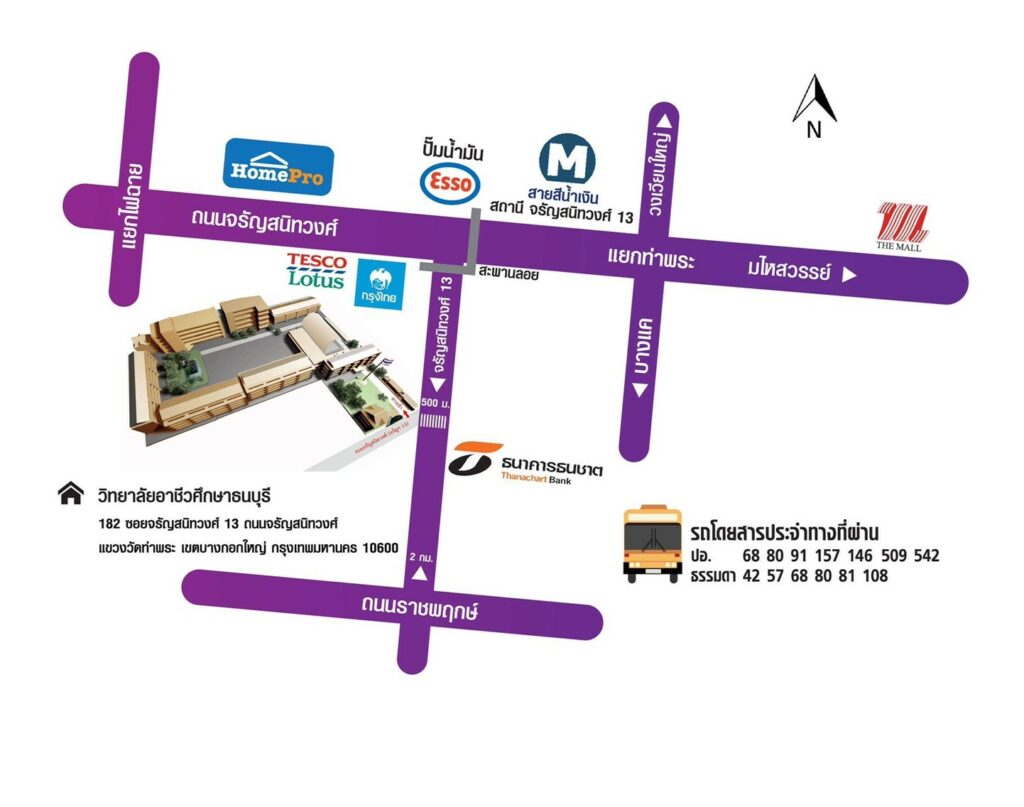 N
แยกไฟฉาย
HomePro
ปั๊มน้ำมัน
Esso
M
สายสีน้ำเงิน
สถานี จรัญสนิทวงศ์ 13
วงเวียนใหญ่
THE MALL
ถนนจรัญสนิทวงศ์
แยกท่าพระ
มไหสวรรย์
TESCO
Lotus
กรุงไทย
สะพานลอย
จรัญสนิทวงศ์ 13
บางแค
500 ม.
ธนาคารธนชาต
Thanachart Bank
วิทยาลัยอาชีวศึกษาธนบุรี
182 ซอยจรัญสนิทวงศ์ 13 ถนนจรัญสนิทวงศ์
แขวงวัดท่าพระ เขตบางกอกใหญ่ กรุงเทพมหานคร 10600
รถโดยสารประจำทางที่ผ่าน
ปอ. 68 80 91 157 146 509 542
ธรรมดา 42 57 68 80 81 108
2 กม.
ถนนราชพฤกษ์